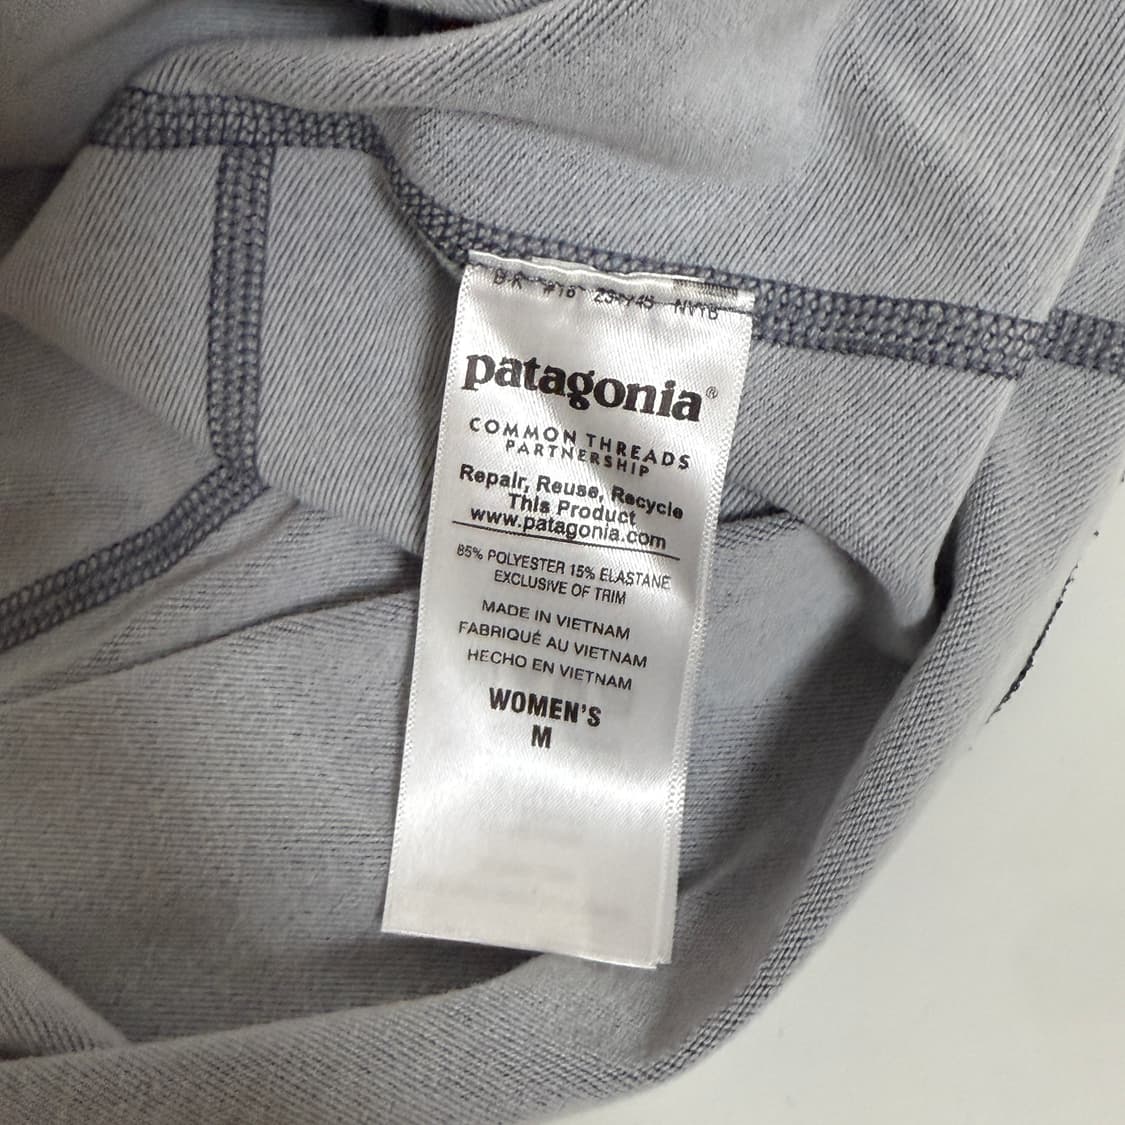 patagonia®
COMMON THREADS
PARTNERSHIP
Repair, Reuse, Recycle
This Product
www.patagonia.com
85% POLYESTER 15% ELASTANE
EXCLUSIVE OF TRIM
MADE IN VIETNAM
FABRIQUÉ AU VIETNAM
HECHO EN VIETNAM
WOMEN'S
M